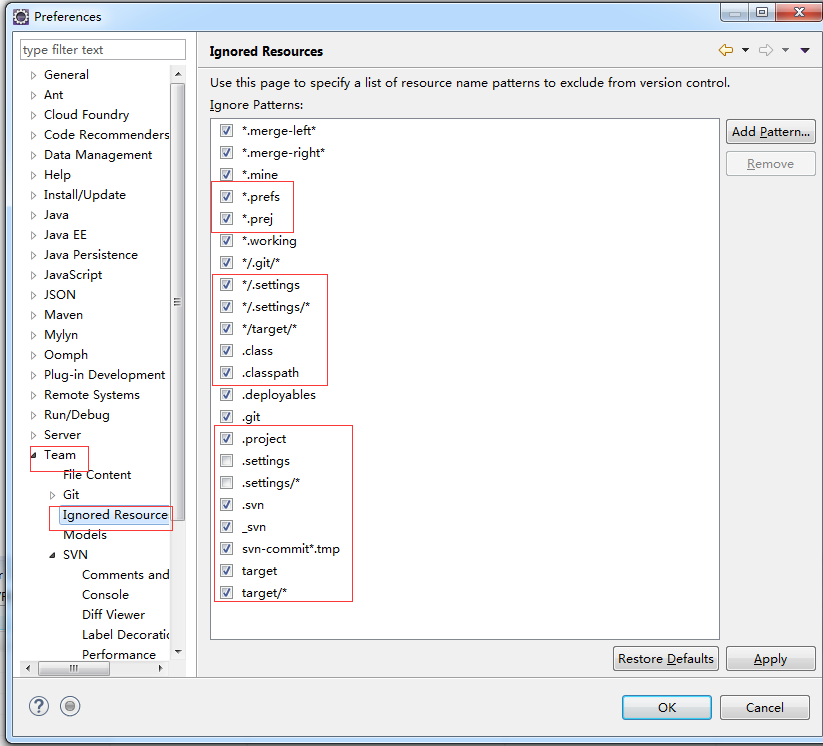 Preferences
type filter text
General
Ant
Cloud Foundry
Code Recommenders
Data Management
Help
Install/Update
Java
Java EE
Java Persistence
JavaScript
JSON
Maven
Mylyn
Oomph
Plug-in Development
Remote Systems
Run/Debug
Server
Team
File Content
Git
Ignored Resource
Models
SVN
Comments and
Console
Diff Viewer
Label Decoratic
Performance
Ignored Resources
Use this page to specify a list of resource name patterns to exclude from version control.
Ignore Patterns:
*.merge-left*
*.merge-right*
*.mine
*.prefs
*.prej
*.working
*/.git/*
*/.settings
*/.settings/*
*/target/*
.class
.classpath
.deployables
.git
.project
.settings
.settings/*
.svn
_svn
svn-commit*.tmp
target
target/*
Add Pattern...
Remove
Restore Defaults
Apply
OK
Cancel